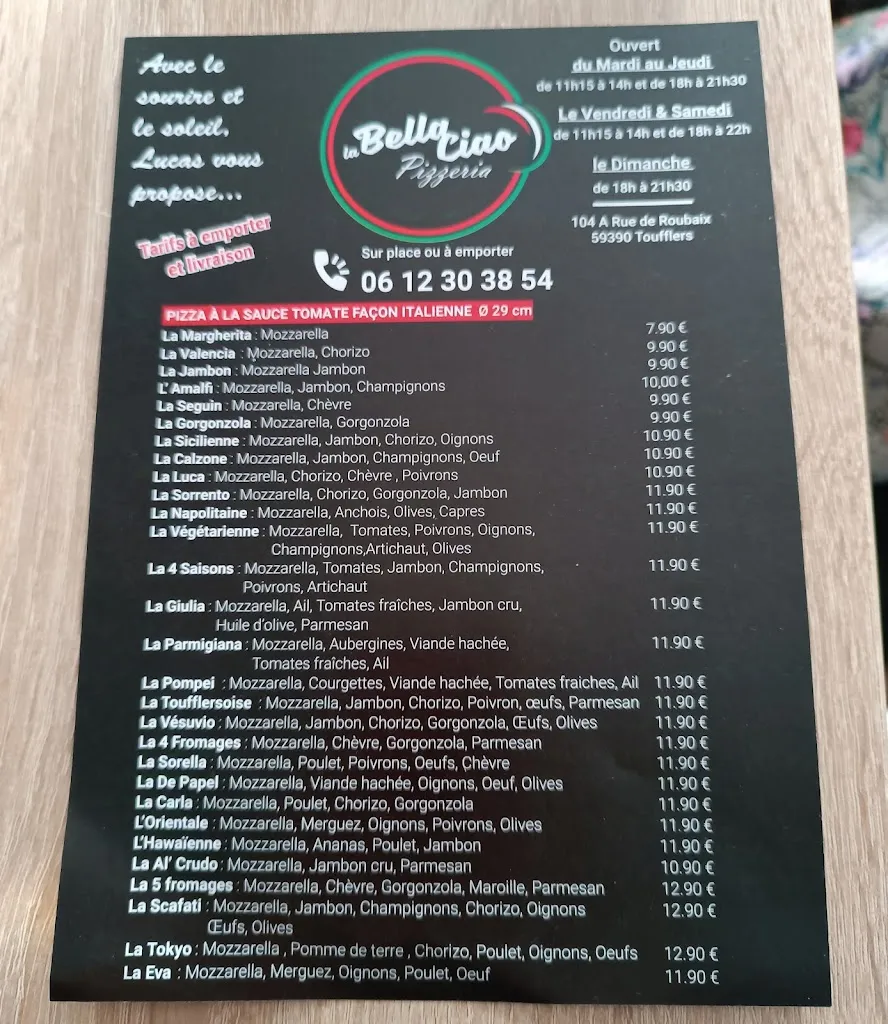 Avec le
sourire et
le soleil,
Lucas vous
propose...
Tarifs à emporter
et livraison
la Bella Ciao
Pizzeria
Sur place ou à emporter
06 12 30 38 54
Ouvert
du Mardi au Jeudi
de 11h15 à 14h et de 18h à 21h30
Le Vendredi & Samedi
de 11h15 à 14h et de 18h à 22h
le Dimanche
de 18h à 21h30
104 A Rue de Roubaix
59390 Toufflers
PIZZA À LA SAUCE TOMATE FAÇON ITALIENNE Ø 29 cm
La Margherita : Mozzarella 7.90 €
La Valencia : Mozzarella, Chorizo 9.90 €
La Jambon : Mozzarella Jambon 9.90 €
L' Amalfi : Mozzarella, Jambon, Champignons 10,00 €
La Seguin : Mozzarella, Chèvre 9.90 €
La Gorgonzola : Mozzarella, Gorgonzola 9.90 €
La Sicilienne : Mozzarella, Jambon, Chorizo, Oignons 10.90 €
La Calzone : Mozzarella, Jambon, Champignons, Oeuf 10.90 €
La Luca : Mozzarella, Chorizo, Chèvre , Poivrons 10.90 €
La Sorrento : Mozzarella, Chorizo, Gorgonzola, Jambon 11.90 €
La Napolitaine : Mozzarella, Anchois, Olives, Capres 11.90 €
La Végétarienne : Mozzarella, Tomates, Poivrons, Oignons, 11.90 €
Champignons,Artichaut, Olives
La 4 Saisons : Mozzarella, Tomates, Jambon, Champignons, 11.90 €
Poivrons, Artichaut
La Giulia : Mozzarella, Ail, Tomates fraîches, Jambon cru, 11.90 €
Huile d'olive, Parmesan
La Parmigiana : Mozzarella, Aubergines, Viande hachée, 11.90 €
Tomates fraîches, Ail
La Pompei : Mozzarella, Courgettes, Viande hachée, Tomates fraiches, Ail 11.90 €
La Toufflersoise : Mozzarella, Jambon, Chorizo, Poivron, œufs, Parmesan 11.90 €
La Vésuvio : Mozzarella, Jambon, Chorizo, Gorgonzola, Œufs, Olives 11.90 €
La 4 Fromages : Mozzarella, Chèvre, Gorgonzola, Parmesan 11.90 €
La Sorella : Mozzarella, Poulet, Poivrons, Oeufs, Chèvre 11.90 €
La De Papel : Mozzarella, Viande hachée, Oignons, Oeuf, Olives 11.90 €
La Carla : Mozzarella, Poulet, Chorizo, Gorgonzola 11.90 €
L'Orientale : Mozzarella, Merguez, Oignons, Poivrons, Olives 11.90 €
L'Hawaïenne : Mozzarella, Ananas, Poulet, Jambon 11.90 €
La Al' Crudo : Mozzarella, Jambon cru, Parmesan 10.90 €
La 5 fromages : Mozzarella, Chèvre, Gorgonzola, Maroille, Parmesan 12.90 €
La Scafati : Mozzarella, Jambon, Champignons, Chorizo, Oignons 12.90 €
Œufs, Olives
La Tokyo : Mozzarella , Pomme de terre , Chorizo, Poulet, Oignons, Oeufs 12.90 €
La Eva : Mozzarella, Merguez, Oignons, Poulet, Oeuf 11.90 €